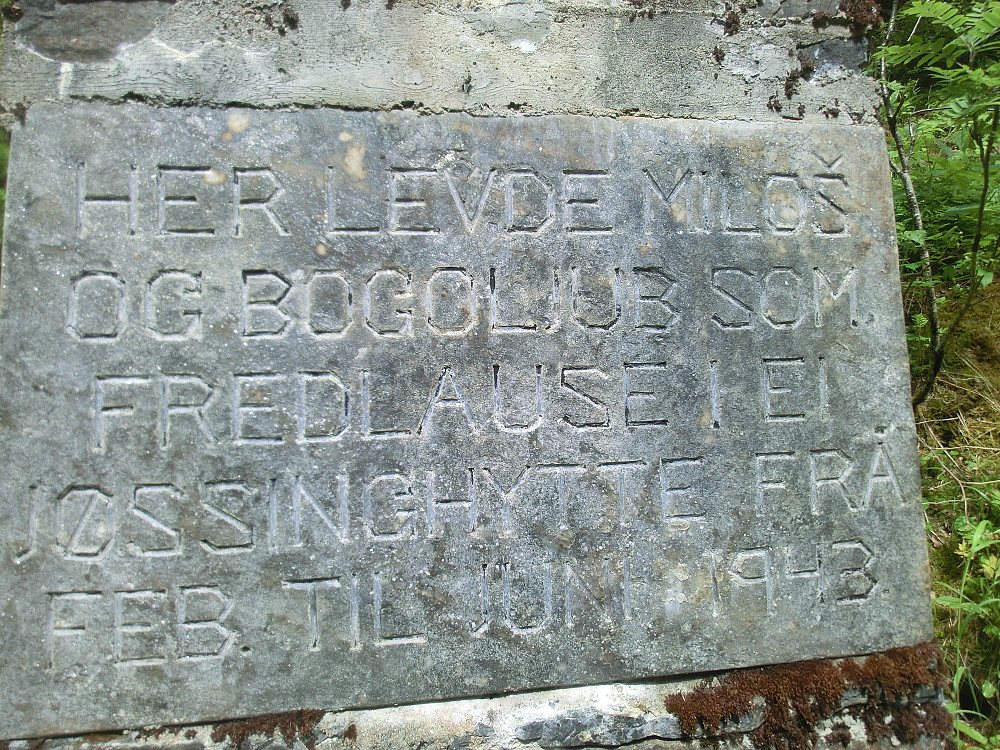 HER LEVDE MILOŠ
OG BOGOLJUB SOM
FREDLAUSE I EI
JØSSINGHYTTE FRÅ
FEB. TIL JUNI 1943.